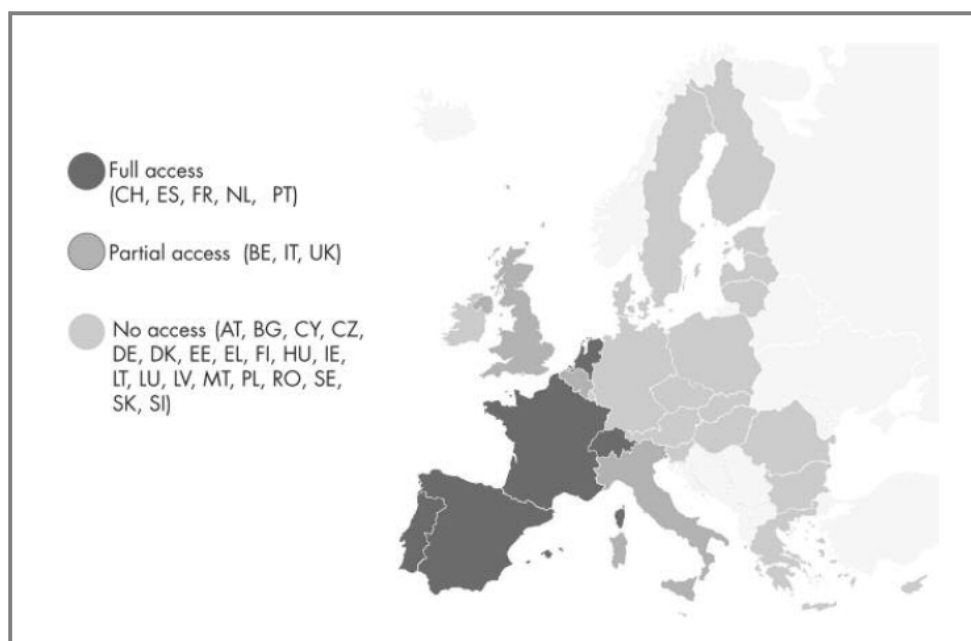 Full access
(CH, ES, FR, NL, PT)
Partial access (BE, IT, UK)
No access (AT, BG, CY, CZ,
DE, DK, EE, EL, FI, HU, IE,
LT, LU, LV, MT, PL, RO, SE,
SK, SI)